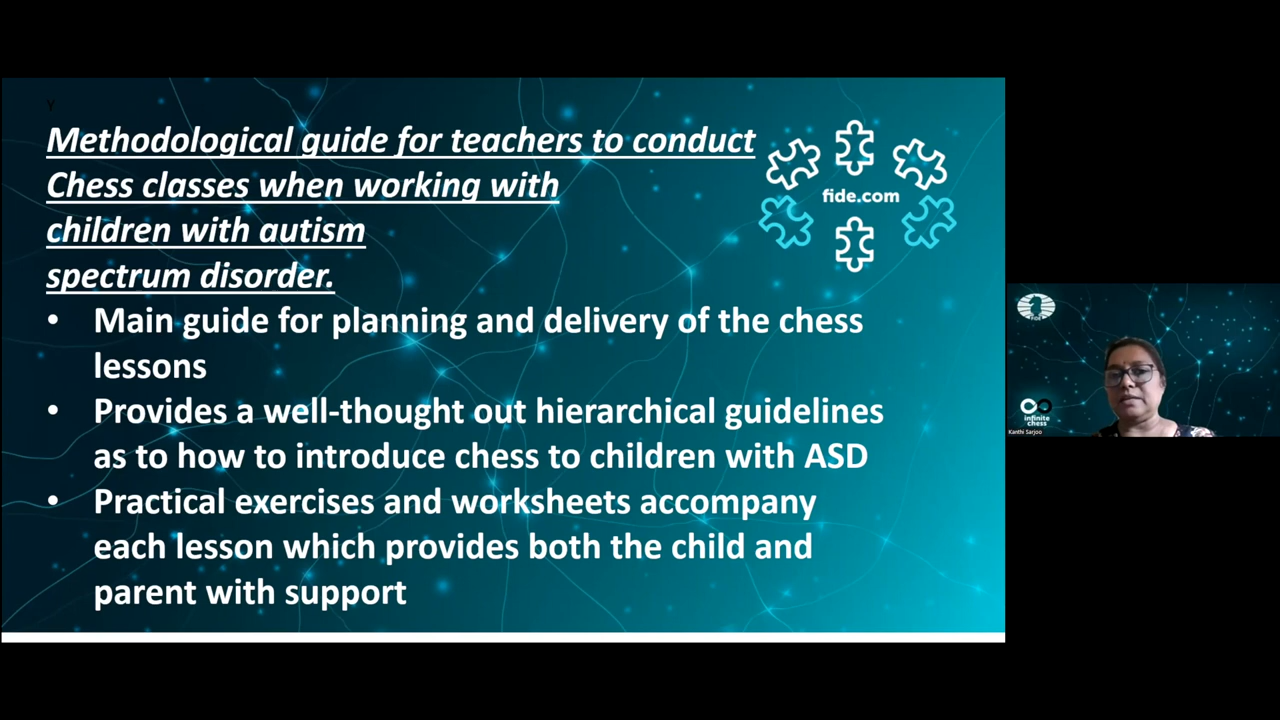 Y
Methodological guide for teachers to conduct
Chess classes when working with
children with autism
spectrum disorder.
fide.com
• Main guide for planning and delivery of the chess
lessons
• Provides a well-thought out hierarchical guidelines
as to how to introduce chess to children with ASD
• Practical exercises and worksheets accompany
each lesson which provides both the child and
parent with support
infinite
chess
Kanthi Sarjoo